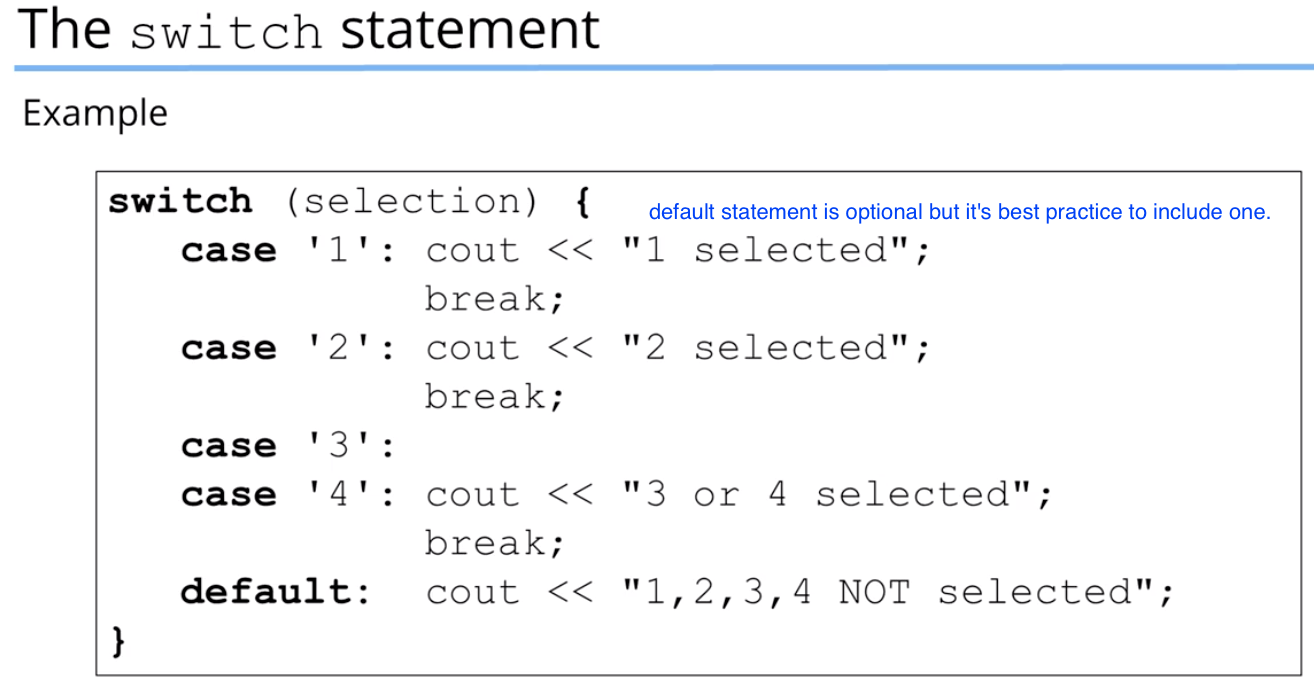 The switch statement
Example
switch (selection) {
default statement is optional but it's best practice to include one.
case '1': cout << "1 selected";
break;
case '2': cout << "2 selected";
break;
case '3':
case '4': cout << "3 or 4 selected";
break;
default: cout << "1,2,3,4 NOT selected";
}